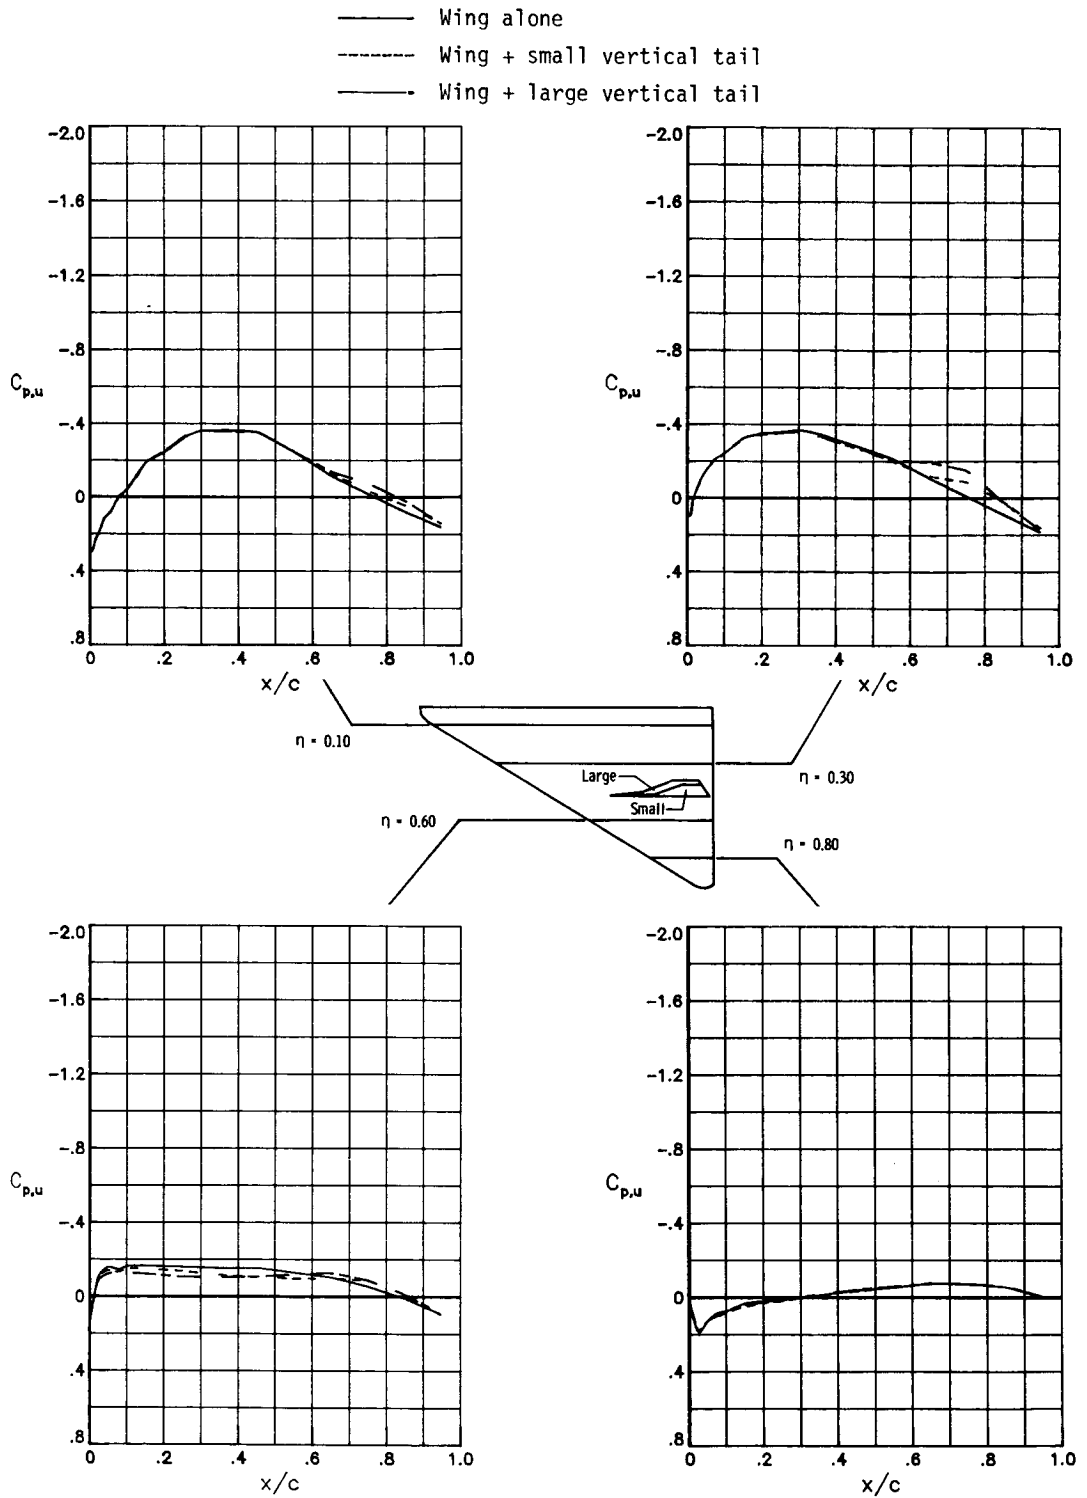 Wing alone
Wing + small vertical tail
Wing + large vertical tail
-2.0
-1.6
-1.2
-.8
Cp,u
-.4
0
.4
.8
0 .2 .4 .6 .8 1.0
x/c
-2.0
-1.6
-1.2
-.8
Cp,u
-.4
0
.4
.8
0 .2 .4 .6 .8 1.0
x/c
η = 0.10
η = 0.30
Large
Small
η = 0.60
η = 0.80
-2.0
-1.6
-1.2
-.8
Cp,u
-.4
0
.4
.8
0 .2 .4 .6 .8 1.0
x/c
-2.0
-1.6
-1.2
-.8
Cp,u
-.4
0
.4
.8
0 .2 .4 .6 .8 1.0
x/c